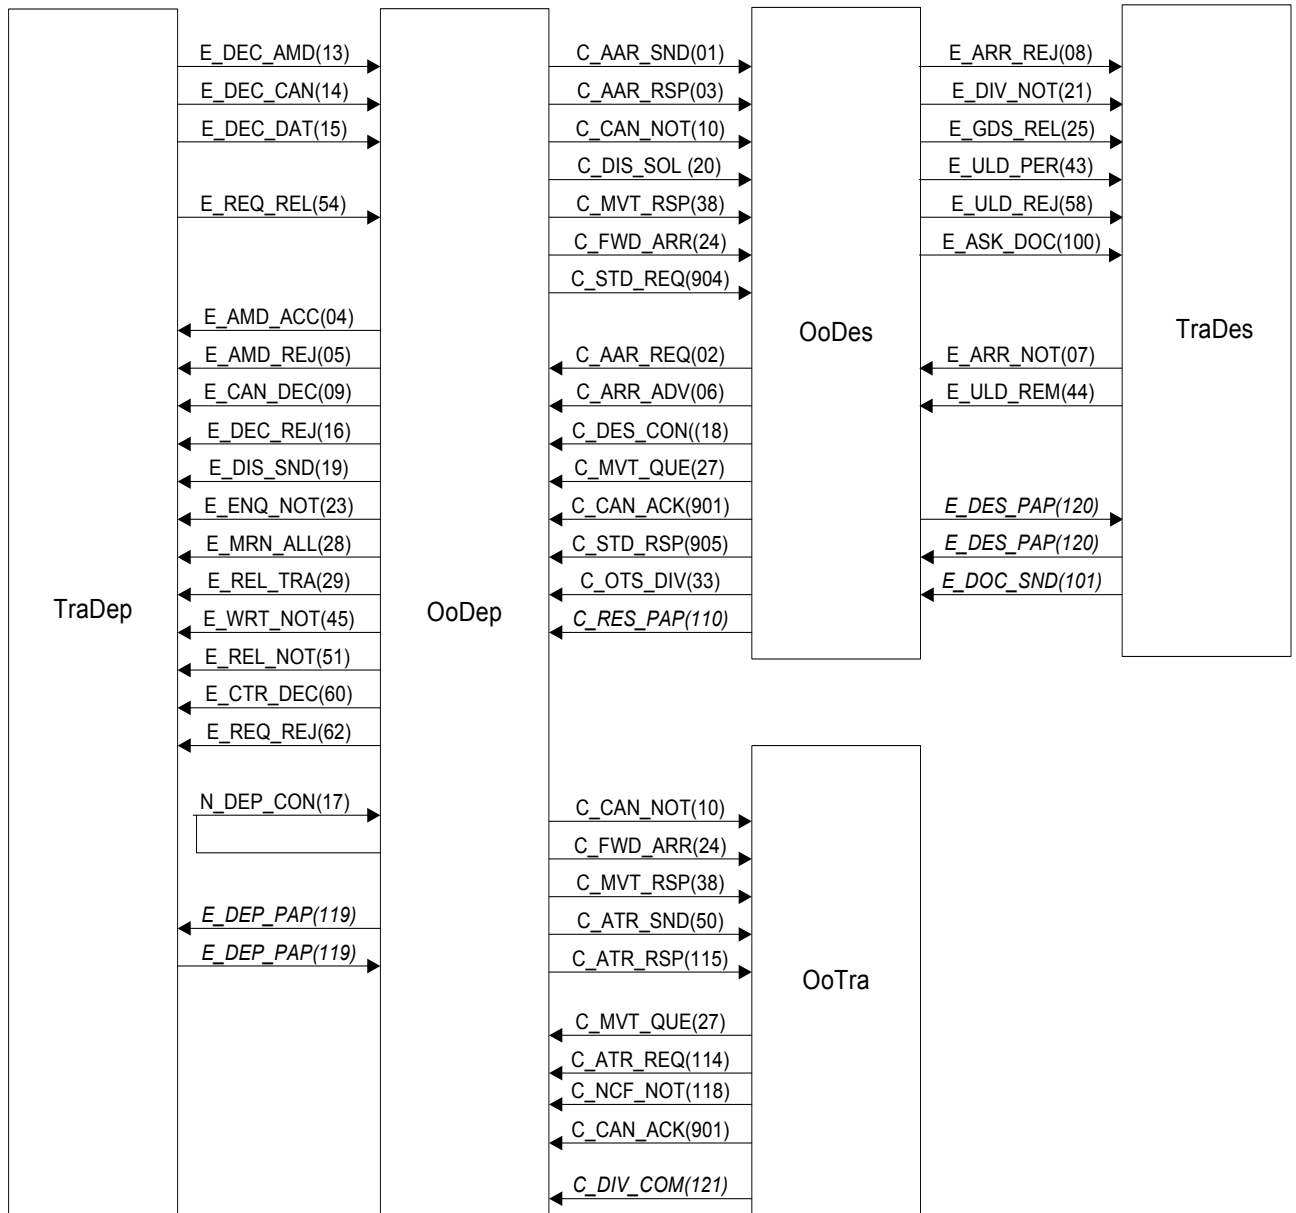 E_DEC_AMD(13)
E_DEC_CAN(14)
E_DEC_DAT(15)
E_REQ_REL(54)
E_AMD_ACC(04)
E_AMD_REJ(05)
E_CAN_DEC(09)
E_DEC_REJ(16)
E_DIS_SND(19)
E_ENQ_NOT(23)
E_MRN_ALL(28)
E_REL_TRA(29)
E_WRT_NOT(45)
E_REL_NOT(51)
E_CTR_DEC(60)
E_REQ_REJ(62)
N_DEP_CON(17)
E_DEP_PAP(119)
E_DEP_PAP(119)
TraDep
OoDep
C_AAR_SND(01)
C_AAR_RSP(03)
C_CAN_NOT(10)
C_DIS_SOL (20)
C_MVT_RSP(38)
C_FWD_ARR(24)
C_STD_REQ(904)
C_AAR_REQ(02)
C_ARR_ADV(06)
C_DES_CON((18)
C_MVT_QUE(27)
C_CAN_ACK(901)
C_STD_RSP(905)
C_OTS_DIV(33)
C_RES_PAP(110)
OoDes
E_ARR_REJ(08)
E_DIV_NOT(21)
E_GDS_REL(25)
E_ULD_PER(43)
E_ULD_REJ(58)
E_ASK_DOC(100)
E_ARR_NOT(07)
E_ULD_REM(44)
E_DES_PAP(120)
E_DES_PAP(120)
E_DOC_SND(101)
TraDes
C_CAN_NOT(10)
C_FWD_ARR(24)
C_MVT_RSP(38)
C_ATR_SND(50)
C_ATR_RSP(115)
C_MVT_QUE(27)
C_ATR_REQ(114)
C_NCF_NOT(118)
C_CAN_ACK(901)
C_DIV_COM(121)
OoTra